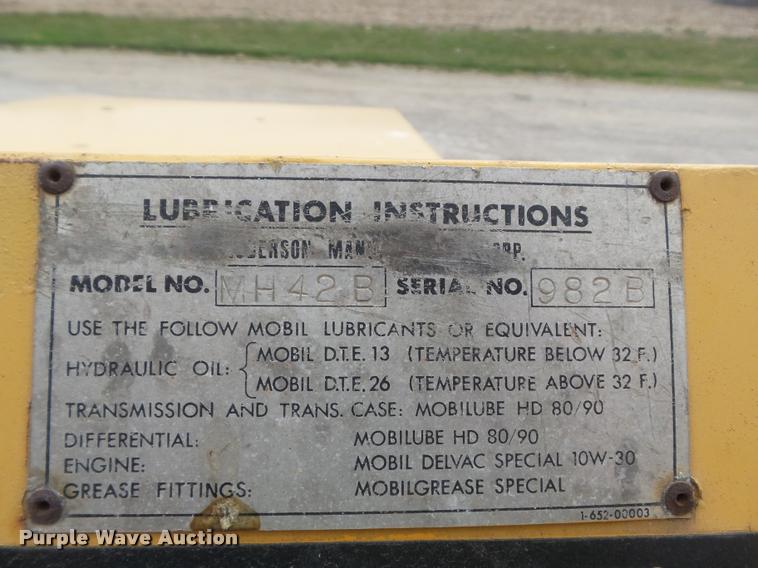 LUBRICATION INSTRUCTIONS
MODEL NO. MH42B SERIAL NO. 982B
USE THE FOLLOW MOBIL LUBRICANTS OR EQUIVALENT:
HYDRAULIC OIL: { MOBIL D.T.E. 13 (TEMPERATURE BELOW 32 F.)
MOBIL D.T.E. 26 (TEMPERATURE ABOVE 32 F.)
TRANSMISSION AND TRANS. CASE: MOBILUBE HD 80/90
DIFFERENTIAL: MOBILUBE HD 80/90
ENGINE: MOBIL DELVAC SPECIAL 10W-30
GREASE FITTINGS: MOBILGREASE SPECIAL
1-652-00003
Purple Wave Auction